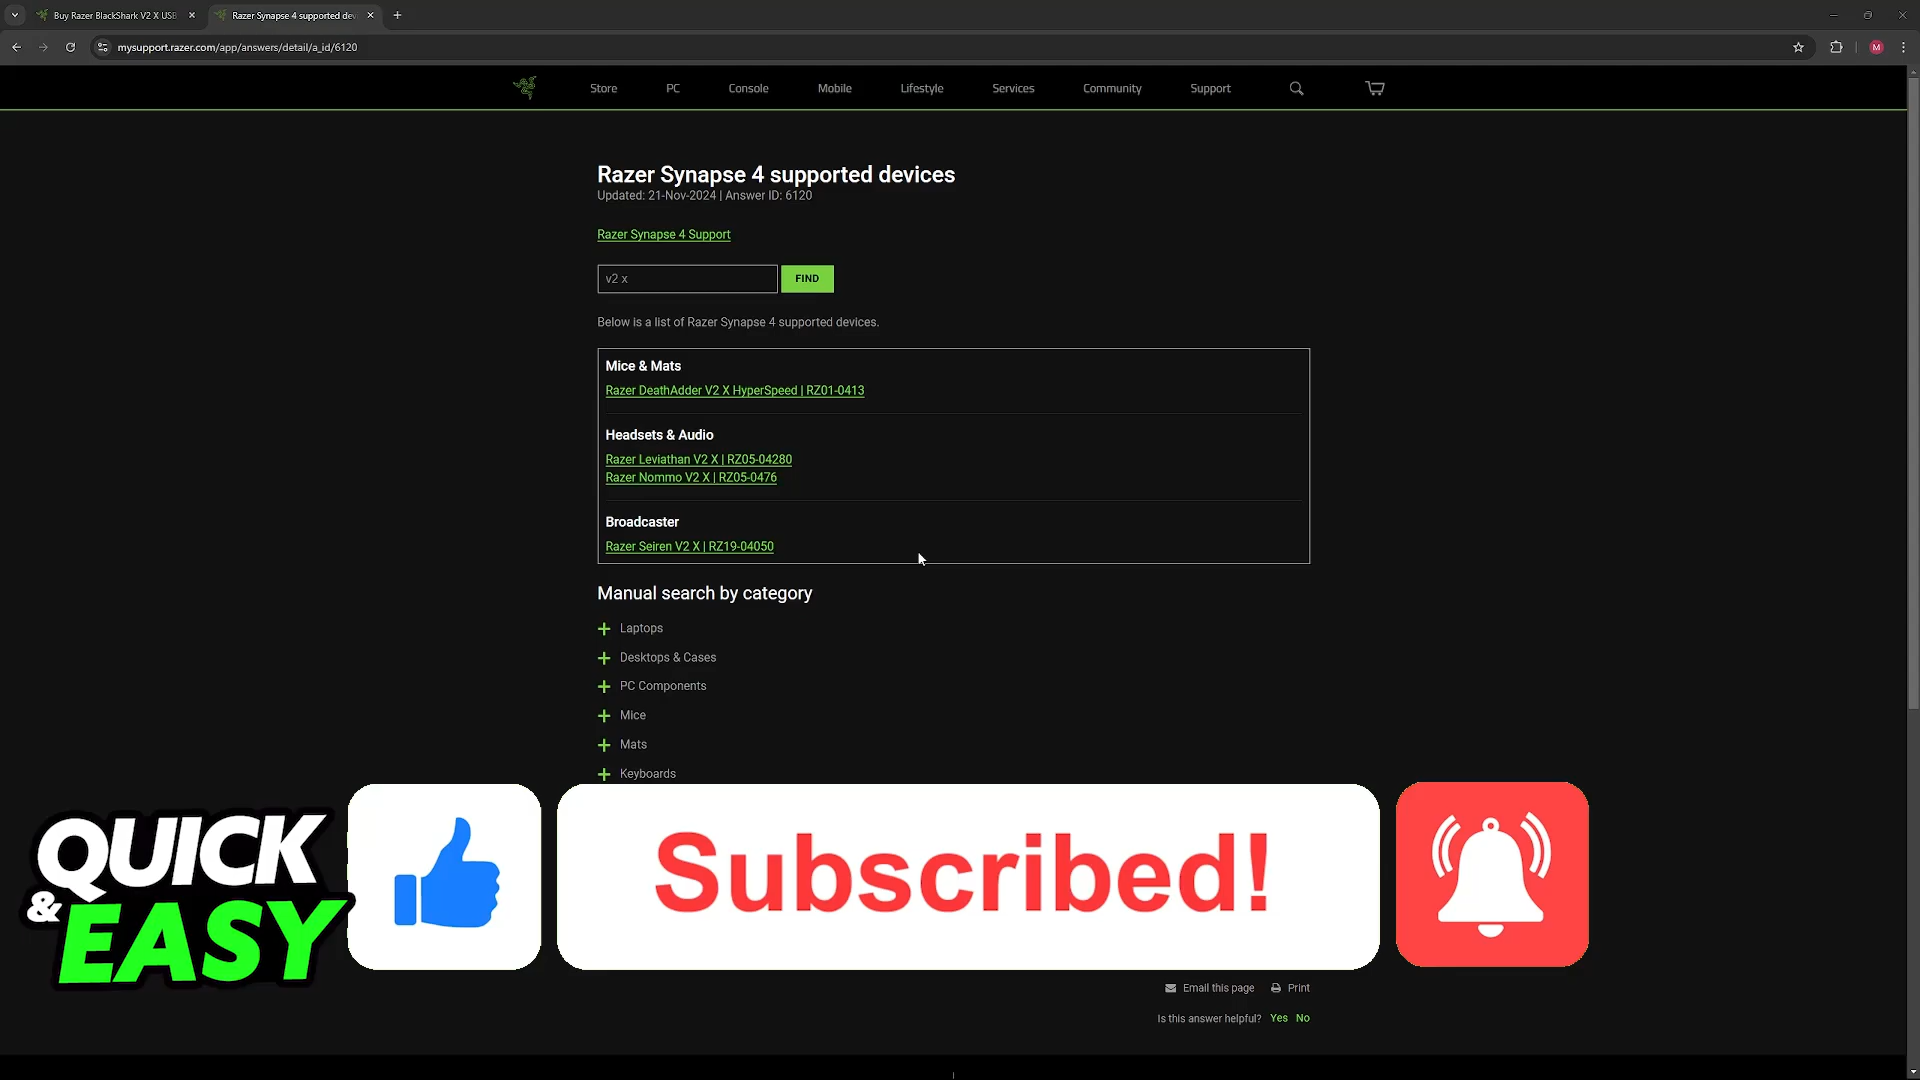 Buy Razer BlackShark V2 X USB
Razer Synapse 4 supported devi
mysupport.razer.com/app/answers/detail/a_id/6120
M
Store PC Console Mobile Lifestyle Services Community Support
Razer Synapse 4 supported devices
Updated: 21-Nov-2024 | Answer ID: 6120
Razer Synapse 4 Support
v2 x FIND
Below is a list of Razer Synapse 4 supported devices.
Mice & Mats
Razer DeathAdder V2 X HyperSpeed | RZ01-0413
Headsets & Audio
Razer Leviathan V2 X | RZ05-04280
Razer Nommo V2 X | RZ05-0476
Broadcaster
Razer Seiren V2 X | RZ19-04050
Manual search by category
Laptops
Desktops & Cases
PC Components
Mice
Mats
Keyboards
QUICK
& EASY
Subscribed!
Email this page Print
Is this answer helpful? Yes No